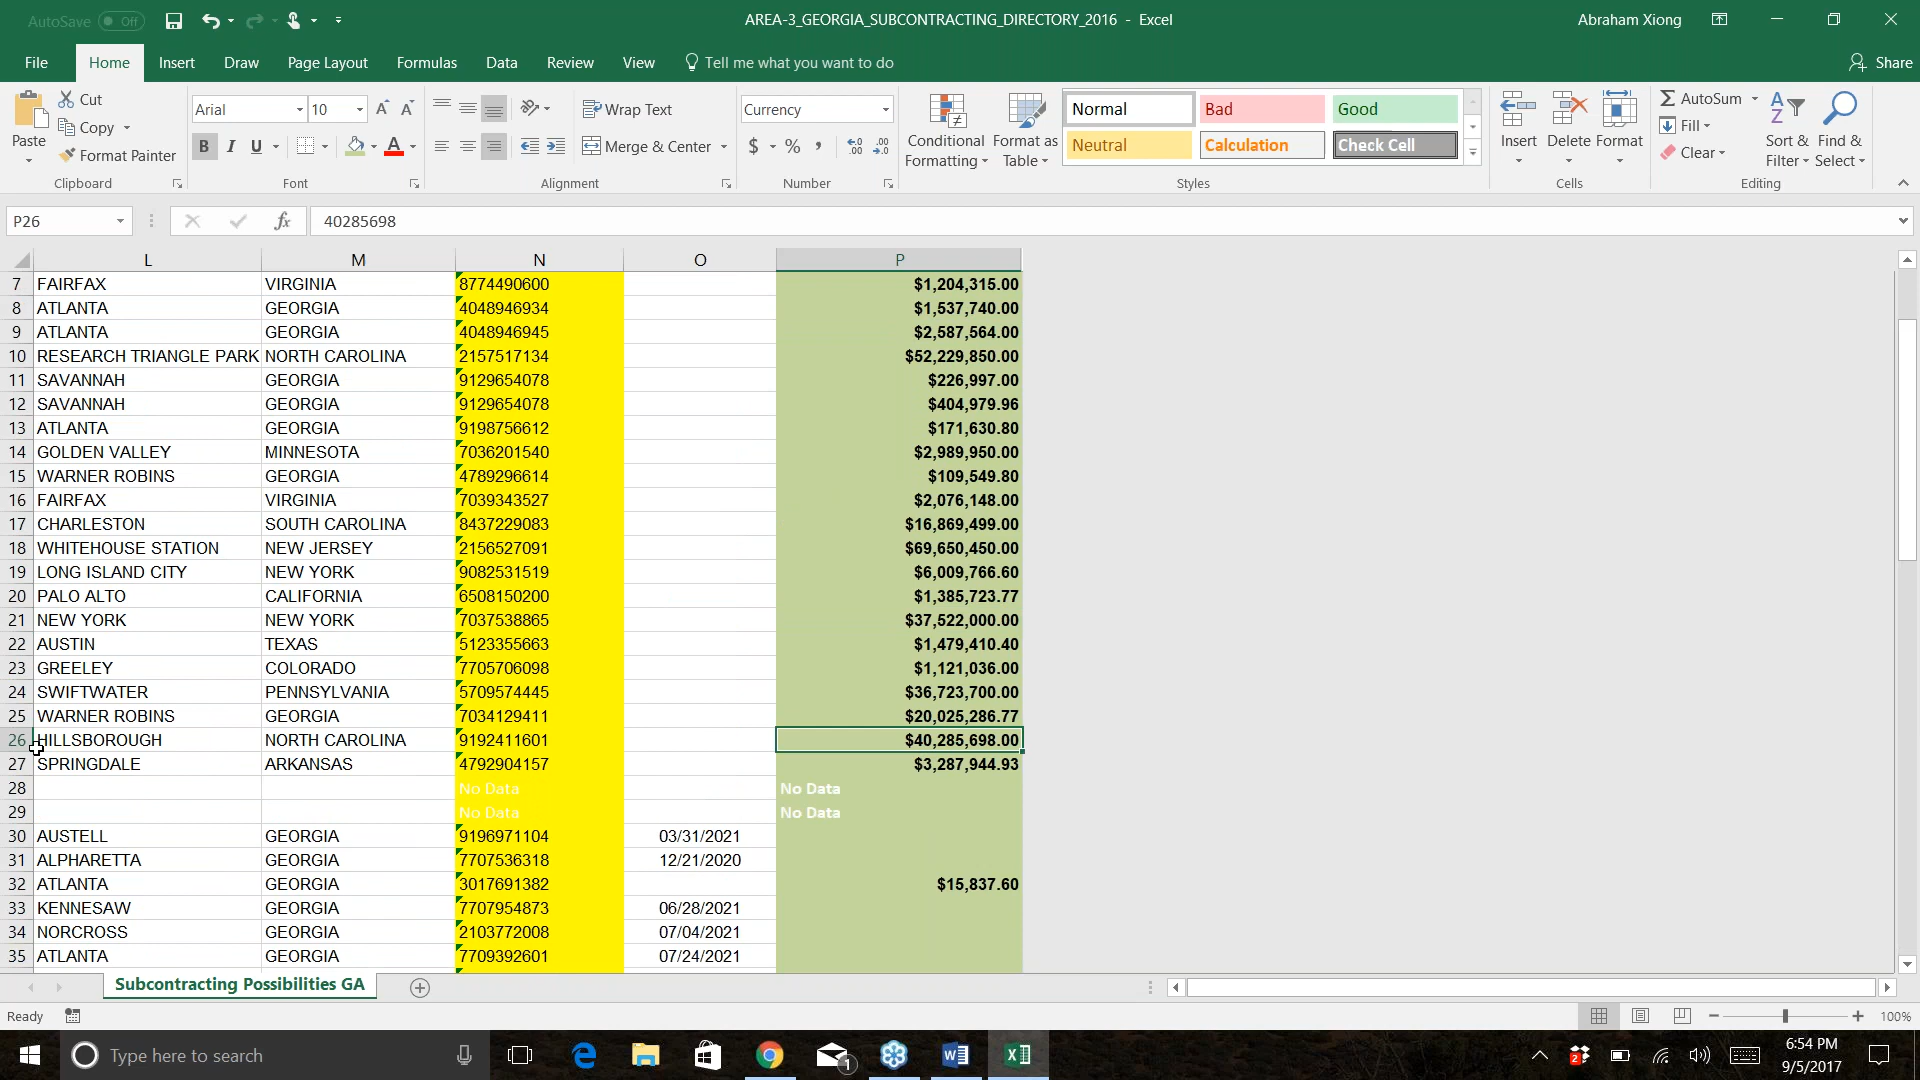 AutoSave Off
AREA-3_GEORGIA_SUBCONTRACTING_DIRECTORY_2016 - Excel
Abraham Xiong
File Home Insert Draw Page Layout Formulas Data Review View Tell me what you want to do Share
Paste
Cut
Copy
Format Painter
Clipboard
Arial 10
B I U A
Font
Wrap Text
Merge & Center
Alignment
Currency
$ % ,
Number
Conditional Formatting
Format as Table
Normal Bad Good
Neutral Calculation Check Cell
Styles
Insert Delete Format
Cells
AutoSum
Fill
Clear
Sort & Filter
Find & Select
Editing
P26 fx 40285698
L M N O P
7 FAIRFAX VIRGINIA 8774490600 $1,204,315.00
8 ATLANTA GEORGIA 4048946934 $1,537,740.00
9 ATLANTA GEORGIA 4048946945 $2,587,564.00
10 RESEARCH TRIANGLE PARK NORTH CAROLINA 2157517134 $52,229,850.00
11 SAVANNAH GEORGIA 9129654078 $226,997.00
12 SAVANNAH GEORGIA 9129654078 $404,979.96
13 ATLANTA GEORGIA 9198756612 $171,630.80
14 GOLDEN VALLEY MINNESOTA 7036201540 $2,989,950.00
15 WARNER ROBINS GEORGIA 4789296614 $109,549.80
16 FAIRFAX VIRGINIA 7039343527 $2,076,148.00
17 CHARLESTON SOUTH CAROLINA 8437229083 $16,869,499.00
18 WHITEHOUSE STATION NEW JERSEY 2156527091 $69,650,450.00
19 LONG ISLAND CITY NEW YORK 9082531519 $6,009,766.60
20 PALO ALTO CALIFORNIA 6508150200 $1,385,723.77
21 NEW YORK NEW YORK 7037538865 $37,522,000.00
22 AUSTIN TEXAS 5123355663 $1,479,410.40
23 GREELEY COLORADO 7705706098 $1,121,036.00
24 SWIFTWATER PENNSYLVANIA 5709574445 $36,723,700.00
25 WARNER ROBINS GEORGIA 7034129411 $20,025,286.77
26 HILLSBOROUGH NORTH CAROLINA 9192411601 $40,285,698.00
27 SPRINGDALE ARKANSAS 4792904157 $3,287,944.93
28 No Data No Data
29 No Data No Data
30 AUSTELL GEORGIA 9196971104 03/31/2021
31 ALPHARETTA GEORGIA 7707536318 12/21/2020
32 ATLANTA GEORGIA 3017691382 $15,837.60
33 KENNESAW GEORGIA 7707954873 06/28/2021
34 NORCROSS GEORGIA 2103772008 07/04/2021
35 ATLANTA GEORGIA 7709392601 07/24/2021
Subcontracting Possibilities GA
Ready 100%
Type here to search
1
2
6:54 PM
9/5/2017